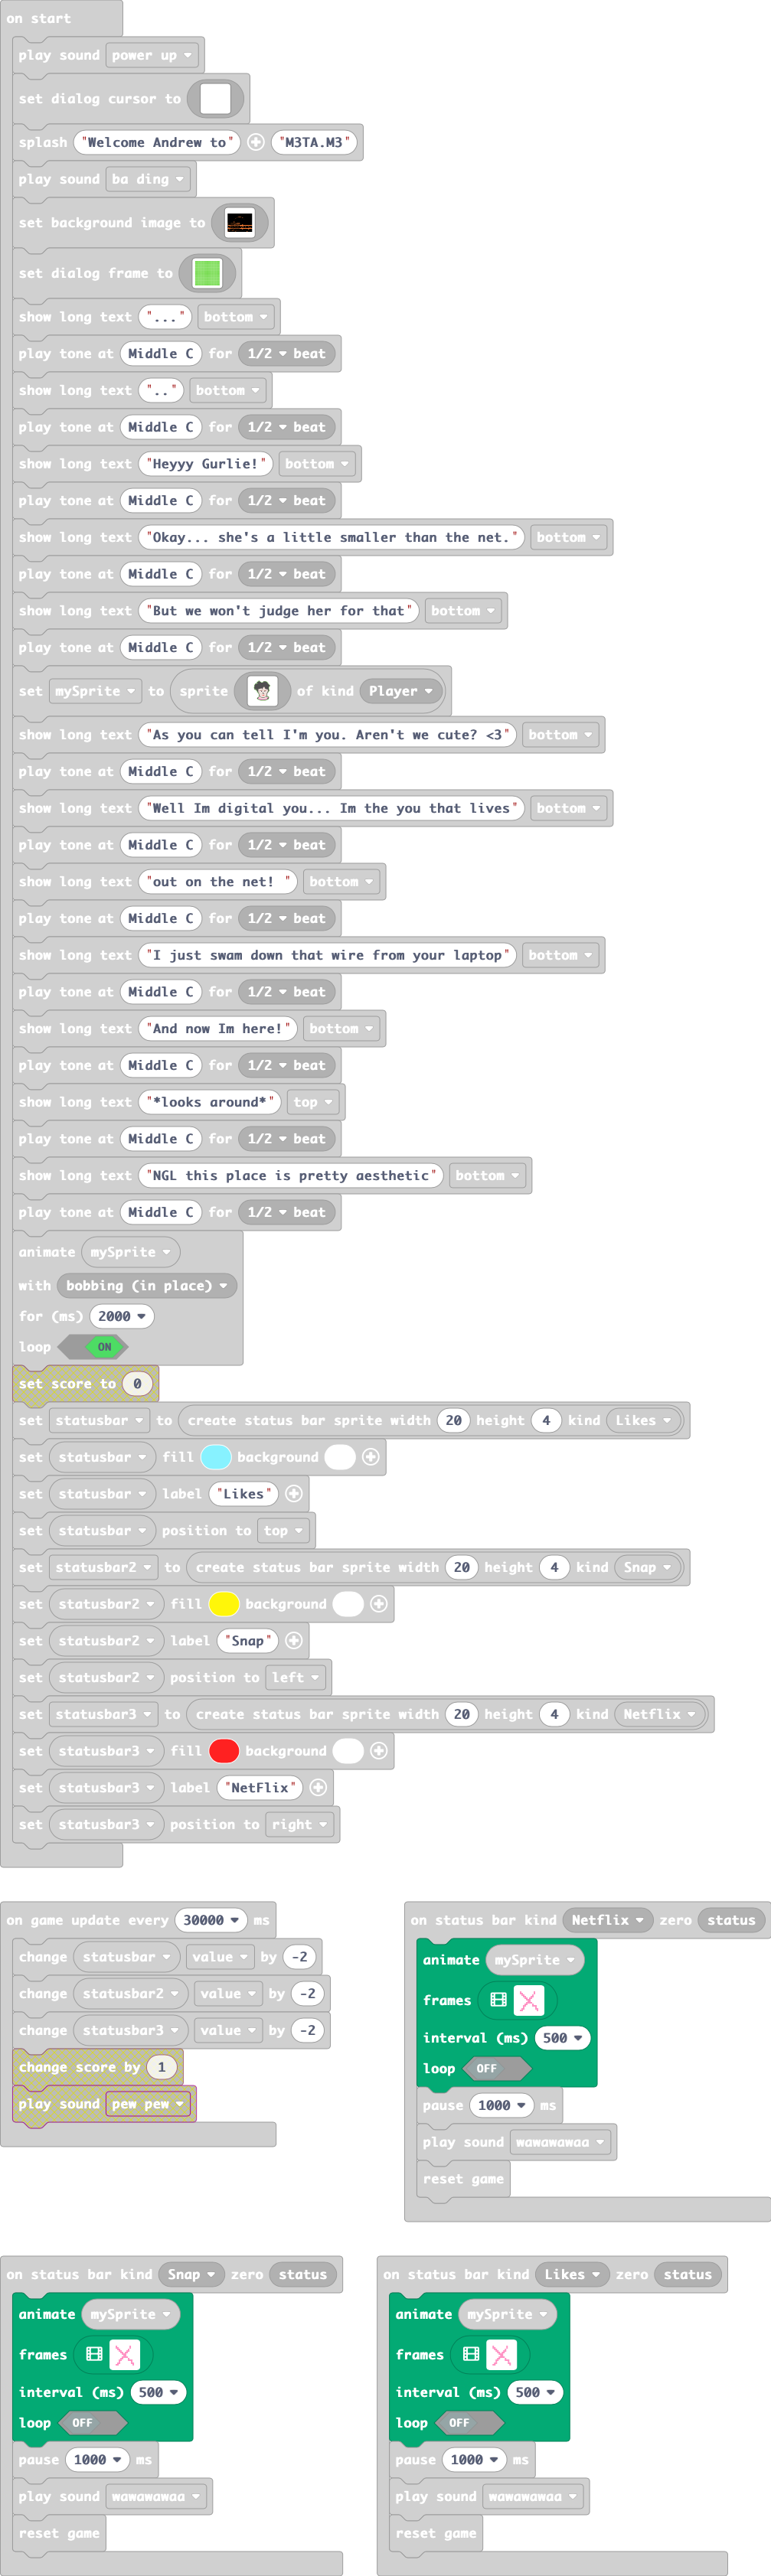 on start
play sound power up
set dialog cursor to
splash "Welcome Andrew to" "M3TA.M3"
play sound ba ding
set background image to
set dialog frame to
show long text "..." bottom
play tone at Middle C for 1/2 beat
show long text ".." bottom
play tone at Middle C for 1/2 beat
show long text "Heyyy Gurlie!" bottom
play tone at Middle C for 1/2 beat
show long text "Okay... she's a little smaller than the net." bottom
play tone at Middle C for 1/2 beat
show long text "But we won't judge her for that" bottom
play tone at Middle C for 1/2 beat
set mySprite to sprite of kind Player
show long text "As you can tell I'm you. Aren't we cute? <3" bottom
play tone at Middle C for 1/2 beat
show long text "Well Im digital you... Im the you that lives" bottom
play tone at Middle C for 1/2 beat
show long text "out on the net! " bottom
play tone at Middle C for 1/2 beat
show long text "I just swam down that wire from your laptop" bottom
play tone at Middle C for 1/2 beat
show long text "And now Im here!" bottom
play tone at Middle C for 1/2 beat
show long text "*looks around*" top
play tone at Middle C for 1/2 beat
show long text "NGL this place is pretty aesthetic" bottom
play tone at Middle C for 1/2 beat
animate mySprite
with bobbing (in place)
for (ms) 2000
loop ON
set score to 0
set statusbar to create status bar sprite width 20 height 4 kind Likes
set statusbar fill background
set statusbar label "Likes"
set statusbar position to top
set statusbar2 to create status bar sprite width 20 height 4 kind Snap
set statusbar2 fill background
set statusbar2 label "Snap"
set statusbar2 position to left
set statusbar3 to create status bar sprite width 20 height 4 kind Netflix
set statusbar3 fill background
set statusbar3 label "NetFlix"
set statusbar3 position to right
on game update every 30000 ms
change statusbar value by -2
change statusbar2 value by -2
change statusbar3 value by -2
change score by 1
play sound pew pew
on status bar kind Netflix zero status
animate mySprite
frames
interval (ms) 500
loop OFF
pause 1000 ms
play sound wawawawaa
reset game
on status bar kind Snap zero status
animate mySprite
frames
interval (ms) 500
loop OFF
pause 1000 ms
play sound wawawawaa
reset game
on status bar kind Likes zero status
animate mySprite
frames
interval (ms) 500
loop OFF
pause 1000 ms
play sound wawawawaa
reset game